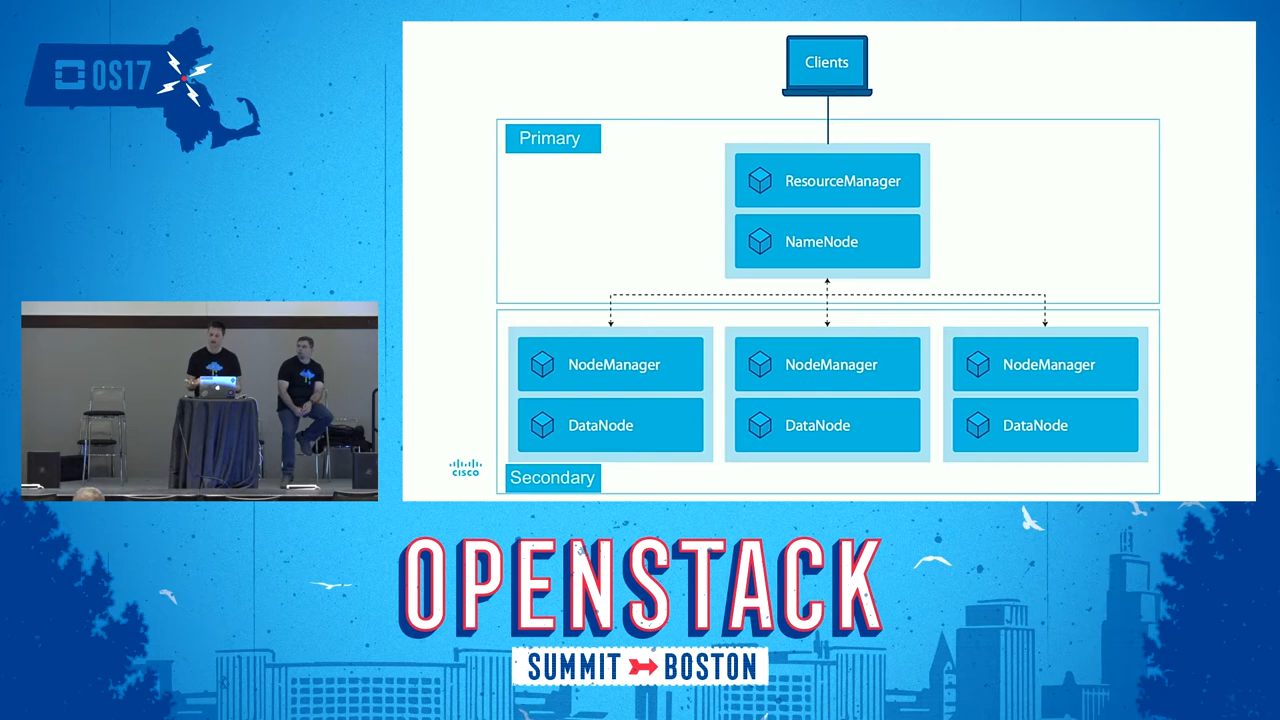 OS17
Clients
Primary
ResourceManager
NameNode
NodeManager
NodeManager
NodeManager
DataNode
DataNode
DataNode
CISCO
Secondary
OPENSTACK
SUMMIT BOSTON